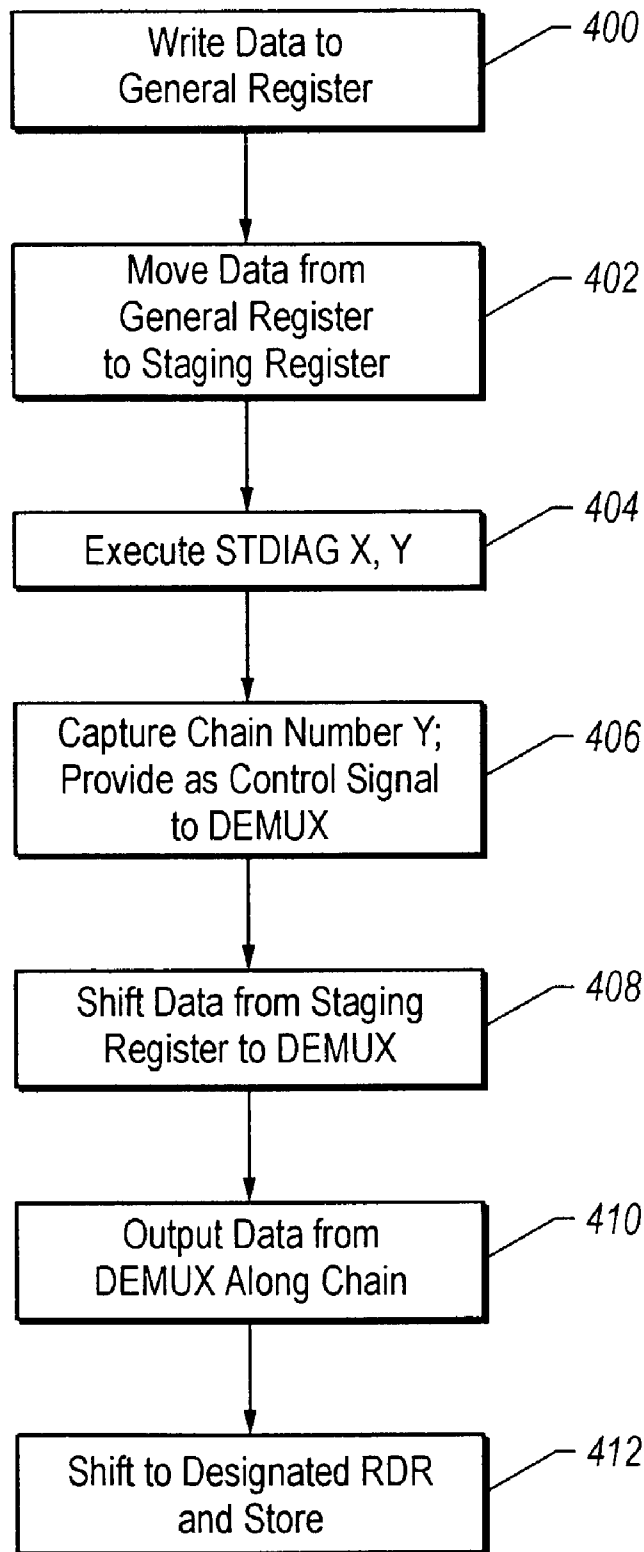 Write Data to
General Register
400
Move Data from
General Register
to Staging Register
402
Execute STDIAG X, Y
404
Capture Chain Number Y;
Provide as Control Signal
to DEMUX
406
Shift Data from Staging
Register to DEMUX
408
Output Data from
DEMUX Along Chain
410
Shift to Designated RDR
and Store
412